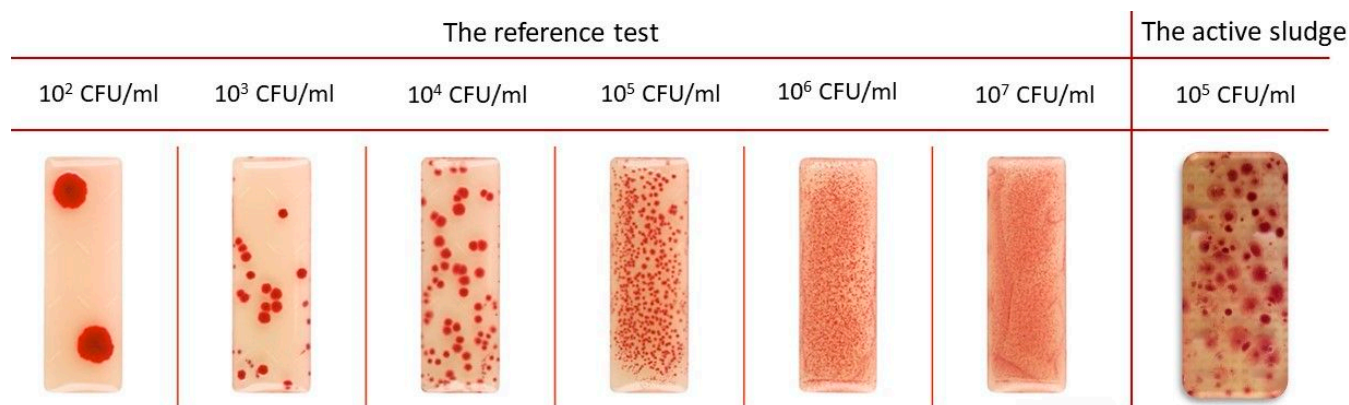 The reference test
The active sludge
10² CFU/ml
10³ CFU/ml
10⁴ CFU/ml
10⁵ CFU/ml
10⁶ CFU/ml
10⁷ CFU/ml
10⁵ CFU/ml